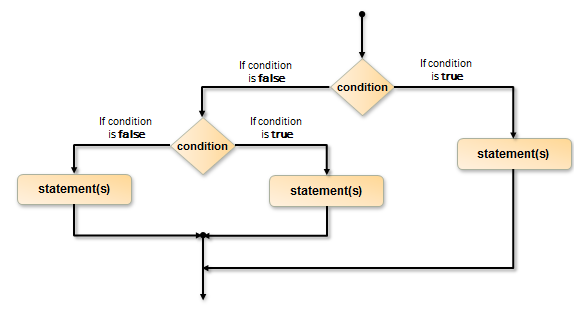 If condition
is false
If condition
is true
condition
If condition
is false
If condition
is true
condition
statement(s)
statement(s)
statement(s)